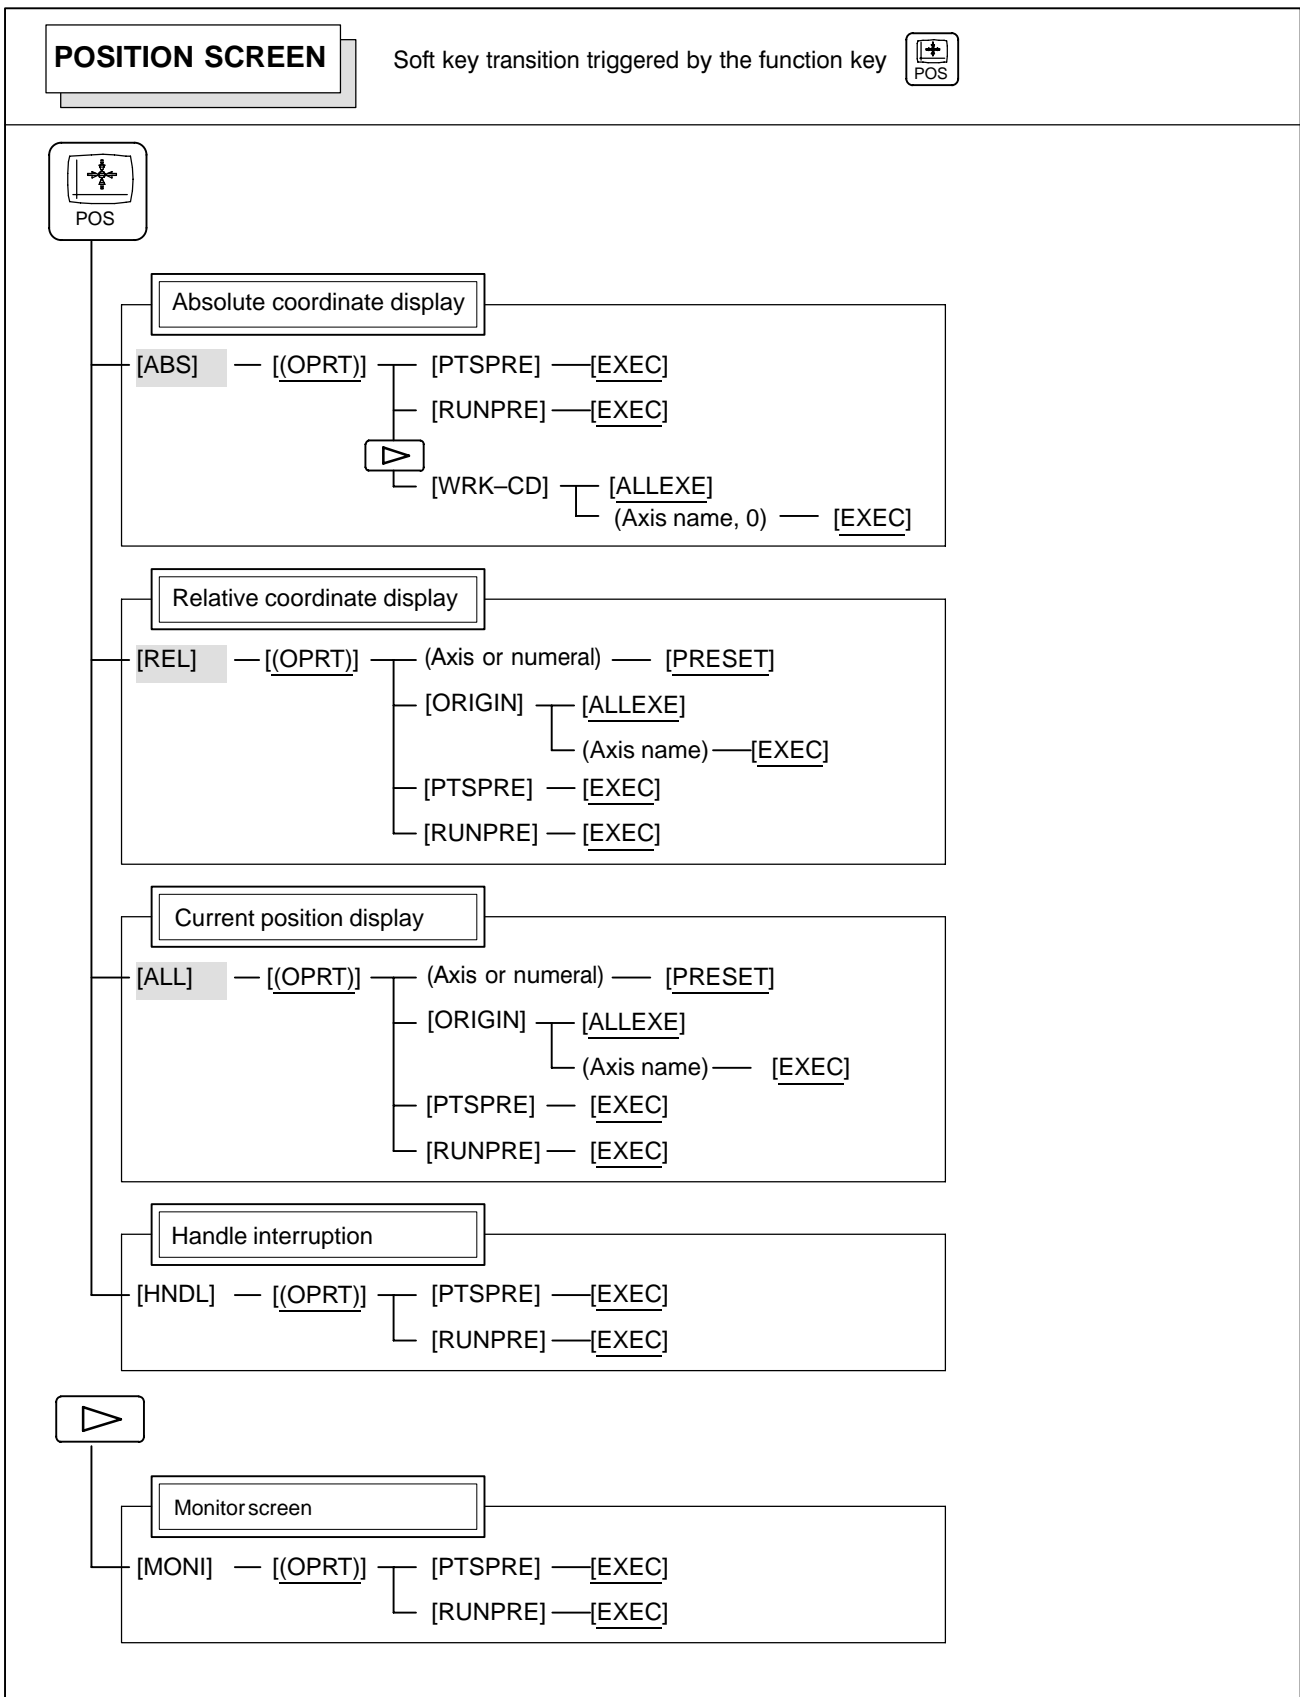 POSITION SCREEN
Soft key transition triggered by the function key
POS
POS
Absolute coordinate display
[ABS] [(OPRT)] [PTSPRE] [EXEC]
[RUNPRE] [EXEC]
[WRK–CD] [ALLEXE]
(Axis name, 0) [EXEC]
Relative coordinate display
[REL] [(OPRT)] (Axis or numeral) [PRESET]
[ORIGIN] [ALLEXE]
(Axis name) [EXEC]
[PTSPRE] [EXEC]
[RUNPRE] [EXEC]
Current position display
[ALL] [(OPRT)] (Axis or numeral) [PRESET]
[ORIGIN] [ALLEXE]
(Axis name) [EXEC]
[PTSPRE] [EXEC]
[RUNPRE] [EXEC]
Handle interruption
[HNDL] [(OPRT)] [PTSPRE] [EXEC]
[RUNPRE] [EXEC]
Monitor screen
[MONI] [(OPRT)] [PTSPRE] [EXEC]
[RUNPRE] [EXEC]